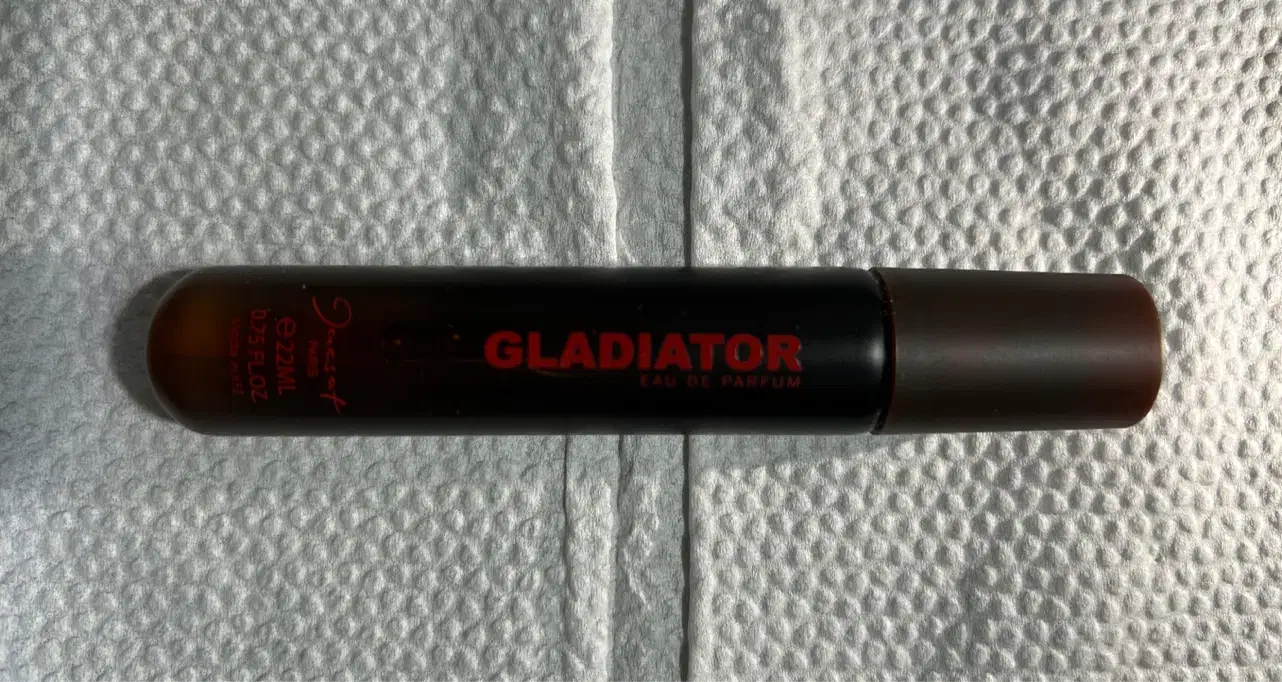 GLADIATOR
EAU DE PARFUM
PARIS
℮22ML
0.75 FL.OZ